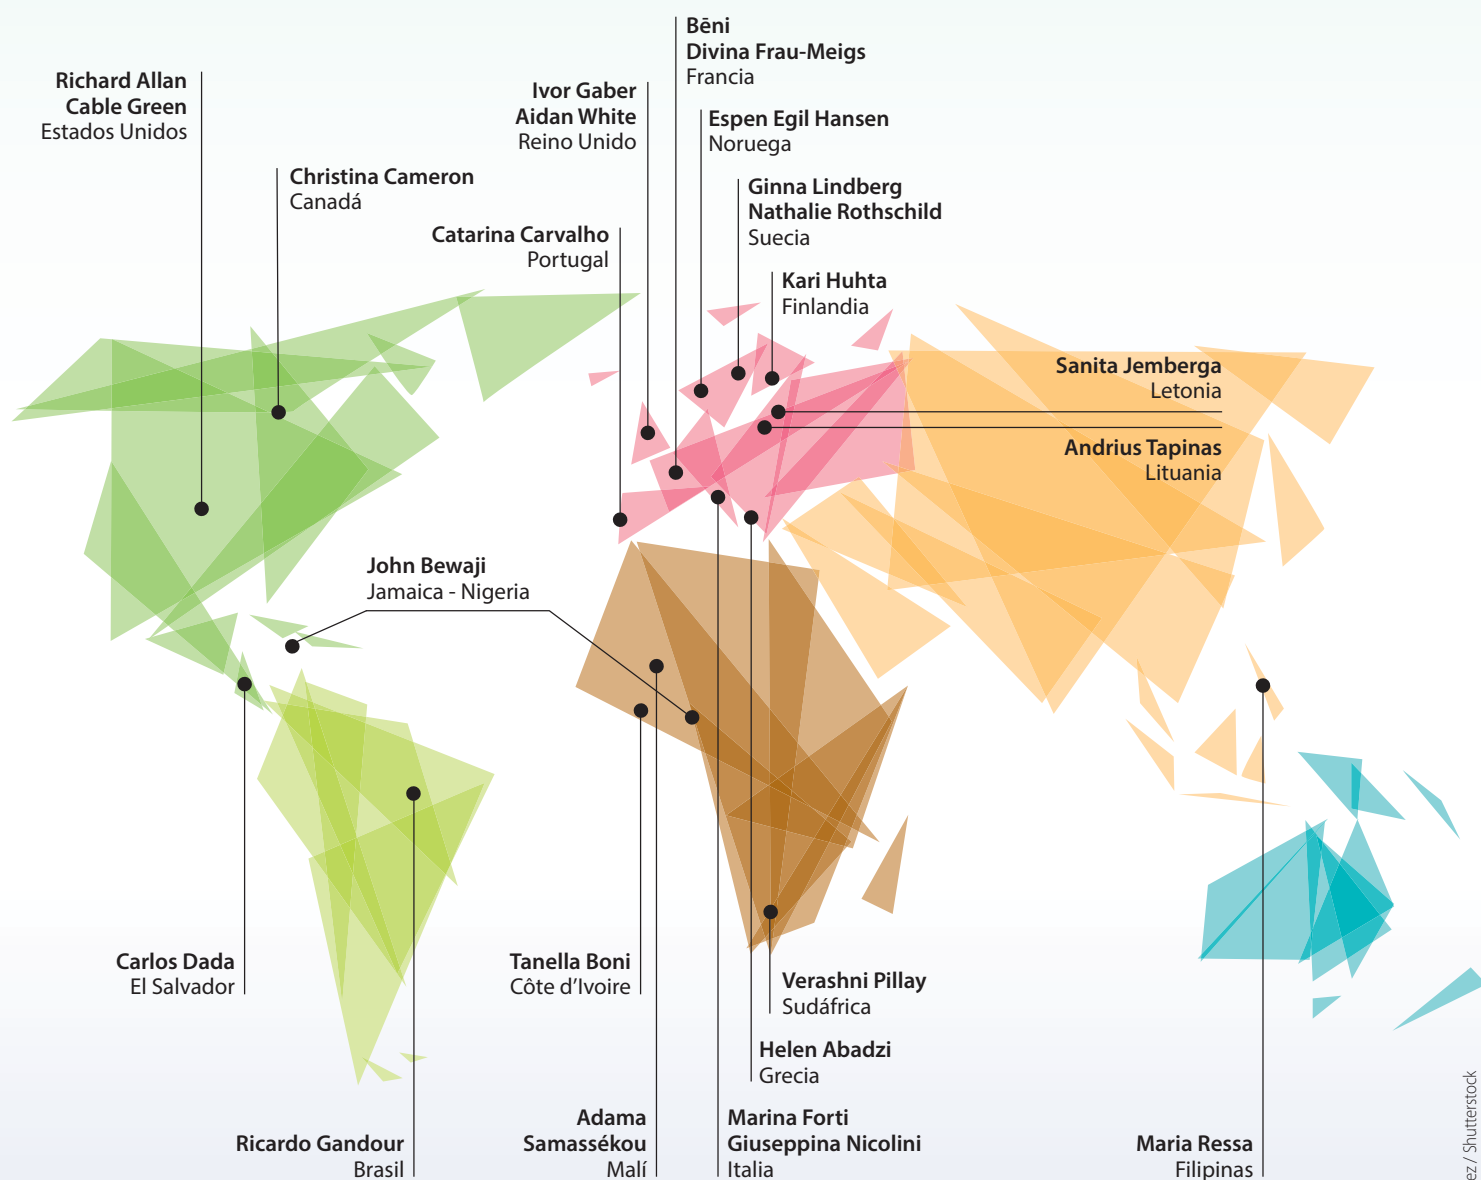 Bēni
Divina Frau-Meigs
Francia
Richard Allan
Cable Green
Estados Unidos
Ivor Gaber
Aidan White
Reino Unido
Espen Egil Hansen
Noruega
Christina Cameron
Canadá
Ginna Lindberg
Nathalie Rothschild
Suecia
Catarina Carvalho
Portugal
Kari Huhta
Finlandia
Sanita Jemberga
Letonia
Andrius Tapinas
Lituania
John Bewaji
Jamaica - Nigeria
Carlos Dada
El Salvador
Tanella Boni
Côte d’Ivoire
Verashni Pillay
Sudáfrica
Helen Abadzi
Grecia
Ricardo Gandour
Brasil
Adama
Samassékou
Malí
Marina Forti
Giuseppina Nicolini
Italia
Maria Ressa
Filipinas
/ Shutterstock